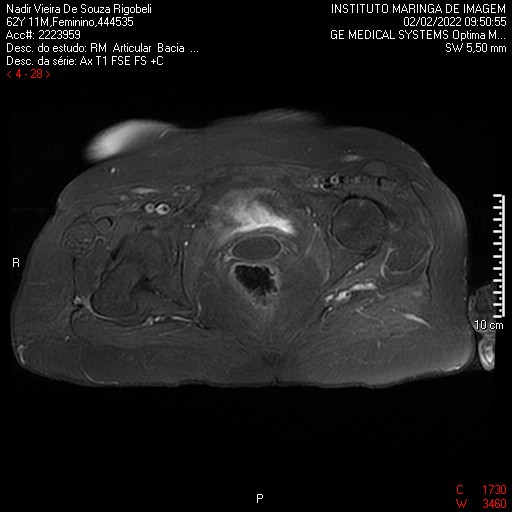 Nadir Vieira De Souza Rigobeli
62Y 11M,Feminino,444535
Acc#: 2223959
Desc. do estudo: RM Articular Bacia ...
Desc. da série: Ax T1 FSE FS +C
< 4 - 28 >
INSTITUTO MARINGA DE IMAGEM
02/02/2022 09:50:55
GE MEDICAL SYSTEMS Optima M...
SW 5,50 mm
R
10 cm
P
C 1730
W 3460